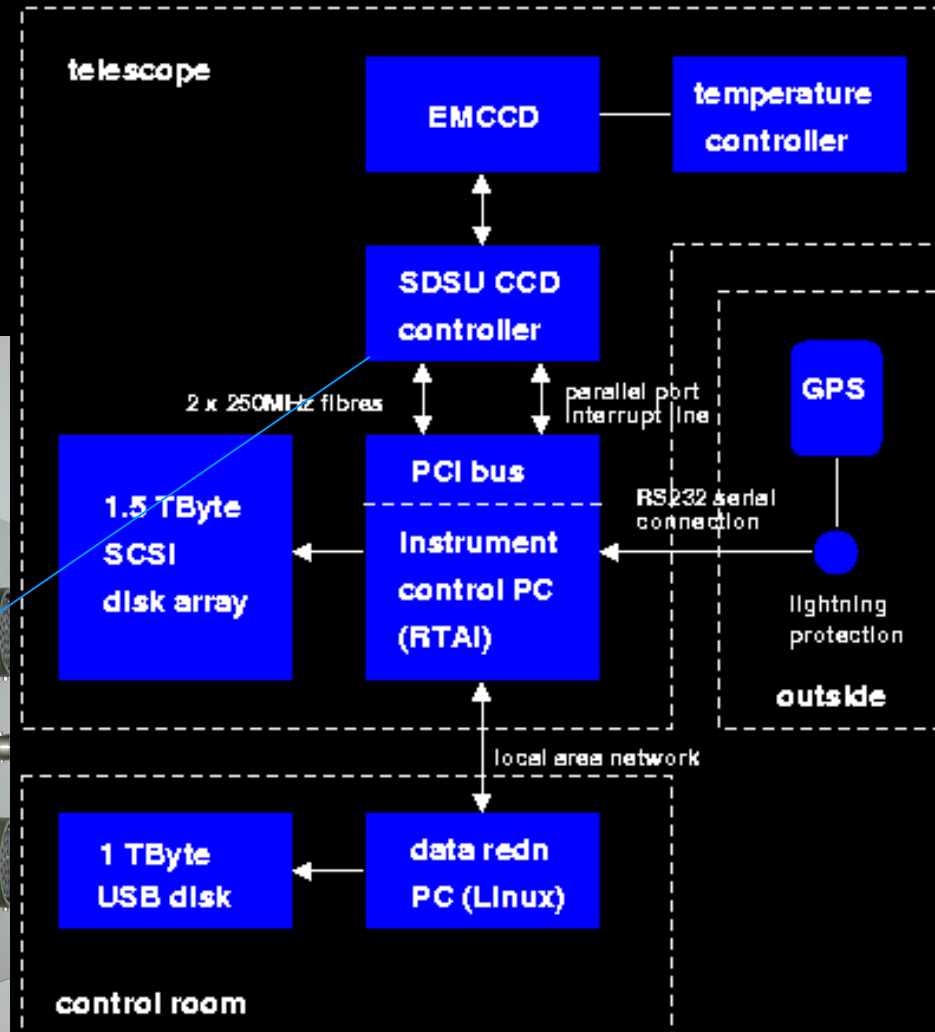 telescope
EMCCD
temperature
controller
SDSU CCD
controller
2 x 250MHz fibres
parallel port
interrupt line
GPS
1.5 TByte
SCSI
disk array
PCI bus
Instrument
control PC
(RTAI)
RS232 serial
connection
lightning
protection
outside
local area network
1 TByte
USB disk
data redn
PC (Linux)
control room